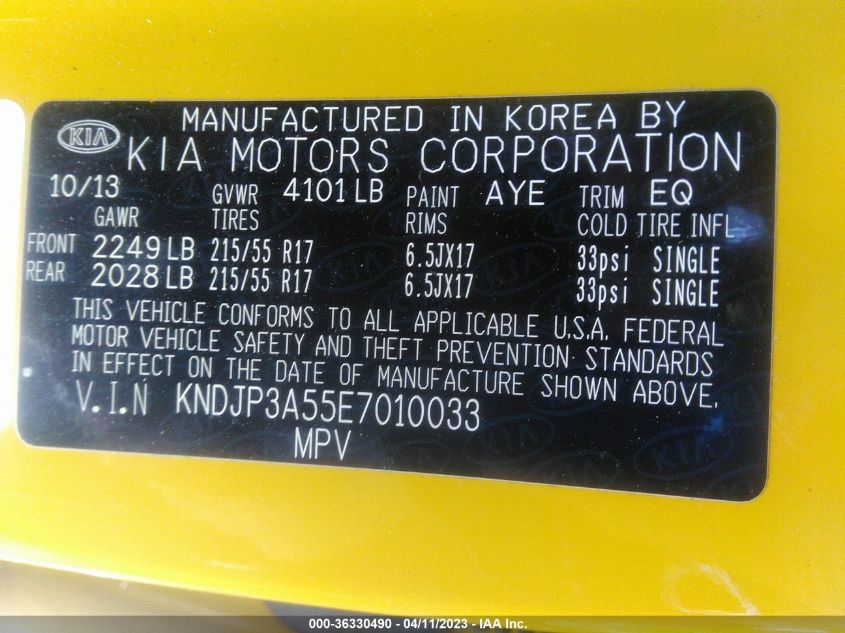 MANUFACTURED IN KOREA BY
KIA KIA MOTORS CORPORATION
10/13 GVWR 4101 LB PAINT AYE TRIM EQ
GAWR TIRES RIMS COLD TIRE INFL
FRONT 2249 LB 215/55 R17 6.5JX17 33psi SINGLE
REAR 2028 LB 215/55 R17 6.5JX17 33psi SINGLE
THIS VEHICLE CONFORMS TO ALL APPLICABLE U.S.A. FEDERAL
MOTOR VEHICLE SAFETY AND THEFT PREVENTION STANDARDS
IN EFFECT ON THE DATE OF MANUFACTURE SHOWN ABOVE.
V.I.N KNDJP3A55E7010033
MPV
000-36330490 - 04/11/2023 - IAA Inc.